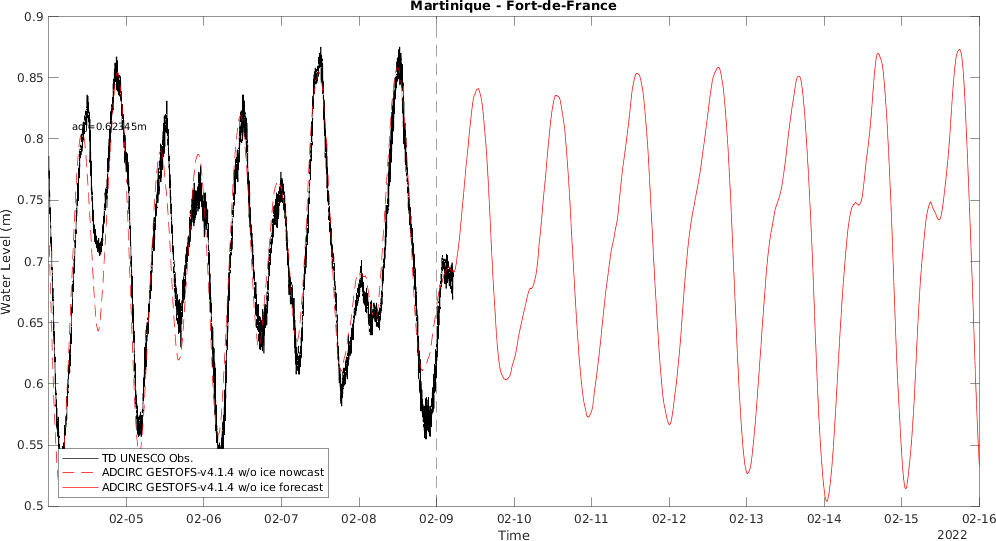 Martinique - Fort-de-France
0.9
0.85
0.8
0.75
0.7
0.65
0.6
0.55
0.5
Water Level (m)
adj=0.62345m
TD UNESCO Obs.
ADCIRC GESTOFS-v4.1.4 w/o ice nowcast
ADCIRC GESTOFS-v4.1.4 w/o ice forecast
02-05 02-06 02-07 02-08 02-09 02-10 02-11 02-12 02-13 02-14 02-15 02-16
Time
2022